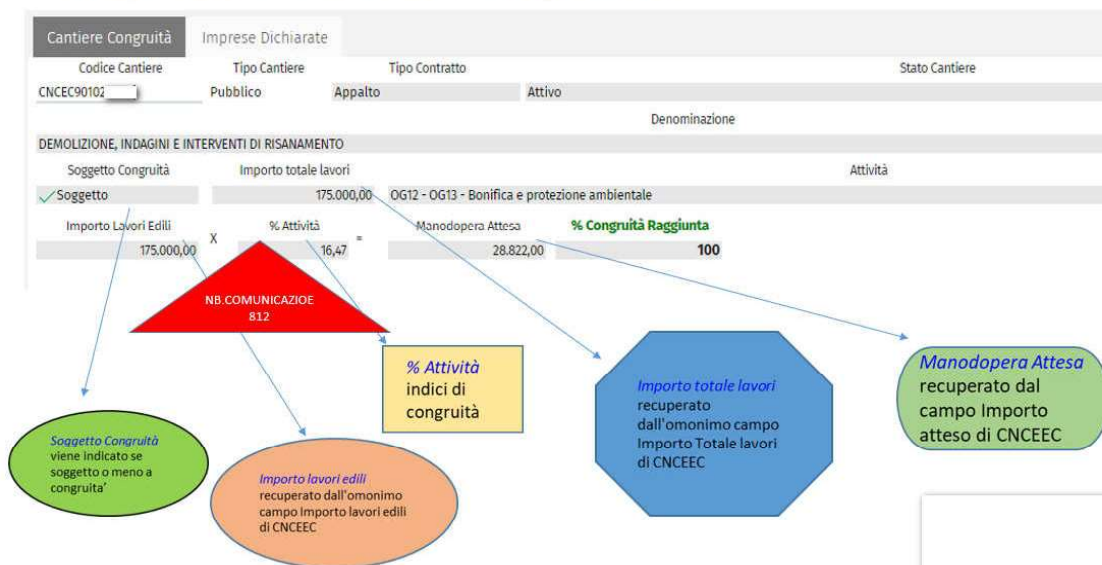 Cantiere Congruità Imprese Dichiarate
Codice Cantiere Tipo Cantiere Tipo Contratto Stato Cantiere
CNCEC90102 Pubblico Appalto Attivo
Denominazione
DEMOLIZIONE, INDAGINI E INTERVENTI DI RISANAMENTO
Soggetto Congruità Importo totale lavori Attività
Soggetto 175.000,00 OG12 - OG13 - Bonifica e protezione ambientale
Importo Lavori Edili X % Attività = Manodopera Attesa % Congruità Raggiunta
175.000,00 16,47 28.822,00 100
NB.COMUNICAZIOE
812
% Attività
indici di
congruità
Importo totale lavori
recuperato
dall'omonimo campo
Importo Totale lavori
di CNCEEC
Manodopera Attesa
recuperato dal
campo Importo
atteso di CNCEEC
Soggetto Congruità
viene indicato se
soggetto o meno a
congruita'
Importo lavori edili
recuperato dall'omonimo
campo Importo lavori edili
di CNCEEC